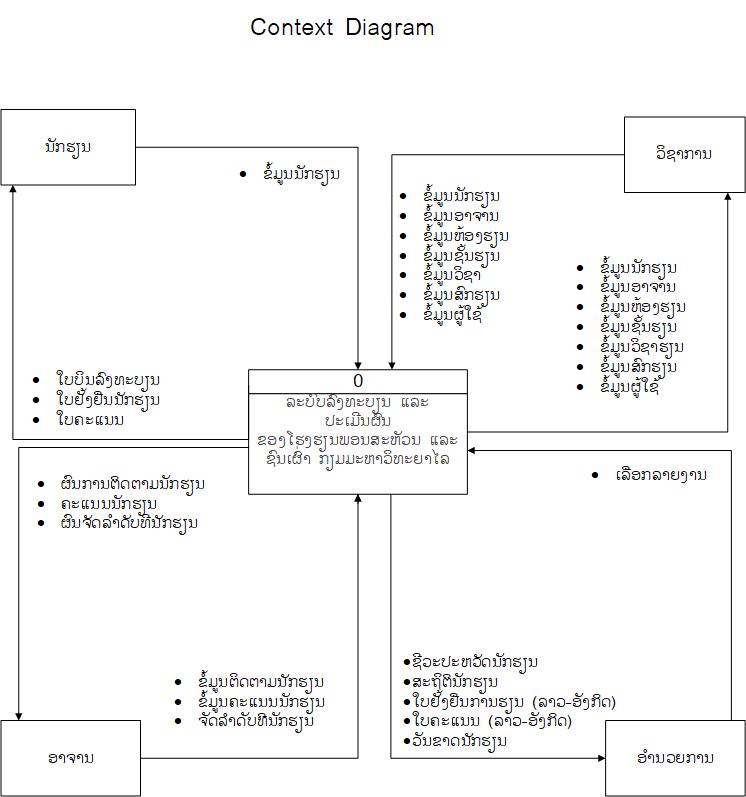 Context Diagram
ນັກຮຽນ
ວິຊາການ
• ຂໍ້ມູນນັກຮຽນ
• ຂໍ້ມູນນັກຮຽນ
• ຂໍ້ມູນອາຈານ
• ຂໍ້ມູນຫ້ອງຮຽນ
• ຂໍ້ມູນຊັ້ນຮຽນ
• ຂໍ້ມູນວິຊາ
• ຂໍ້ມູນສົກຮຽນ
• ຂໍ້ມູນຜູ້ໃຊ້
• ຂໍ້ມູນນັກຮຽນ
• ຂໍ້ມູນອາຈານ
• ຂໍ້ມູນຫ້ອງຮຽນ
• ຂໍ້ມູນຊັ້ນຮຽນ
• ຂໍ້ມູນວິຊາຮຽນ
• ຂໍ້ມູນສົກຮຽນ
• ຂໍ້ມູນຜູ້ໃຊ້
• ໃບບິນລົງທະບຽນ
• ໃບຢັ້ງຢືນນັກຮຽນ
• ໃບຄະແນນ
0
ລະບົບລົງທະບຽນ ແລະ
ປະເມີນຜົນ
ຂອງໂຮງຮຽນພອນສະຫວັນ ແລະ
ຊົນເຜົ່າ ກຽມມະຫາວິທະຍາໄລ
• ຜົນການຕິດຕາມນັກຮຽນ
• ຄະແນນນັກຮຽນ
• ຜົນຈັດລຳດັບທີນັກຮຽນ
• ເລືອກລາຍງານ
• ຂໍ້ມູນຕິດຕາມນັກຮຽນ
• ຂໍ້ມູນຄະແນນນັກຮຽນ
• ຈັດລຳດັບທີນັກຮຽນ
•ຊີວະປະຫວັດນັກຮຽນ
•ສະຖິຕິນັກຮຽນ
•ໃບຢັ້ງຢືນການຮຽນ (ລາວ-ອັງກິດ)
•ໃບຄະແນນ (ລາວ-ອັງກິດ)
•ວັນຂາດນັກຮຽນ
ອາຈານ
ອຳນວຍການ